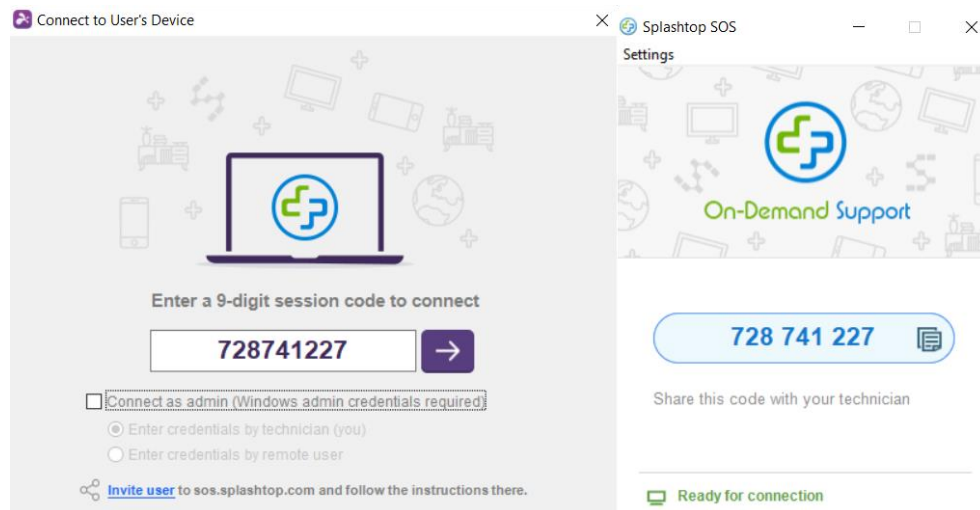 Connect to User's Device
Enter a 9-digit session code to connect
728741227
Connect as admin (Windows admin credentials required)
Enter credentials by technician (you)
Enter credentials by remote user
Invite user to sos.splashtop.com and follow the instructions there.
Splashtop SOS
Settings
On-Demand Support
728 741 227
Share this code with your technician
Ready for connection